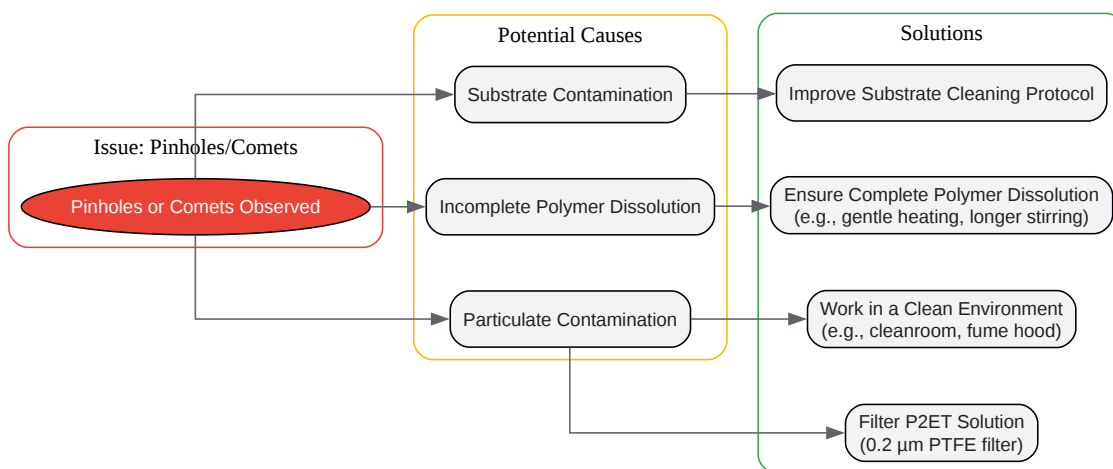 Issue: Pinholes/Comets
Pinholes or Comets Observed
Potential Causes
Substrate Contamination
Incomplete Polymer Dissolution
Particulate Contamination
Solutions
Improve Substrate Cleaning Protocol
Ensure Complete Polymer Dissolution
(e.g., gentle heating, longer stirring)
Work in a Clean Environment
(e.g., cleanroom, fume hood)
Filter P2ET Solution
(0.2 µm PTFE filter)